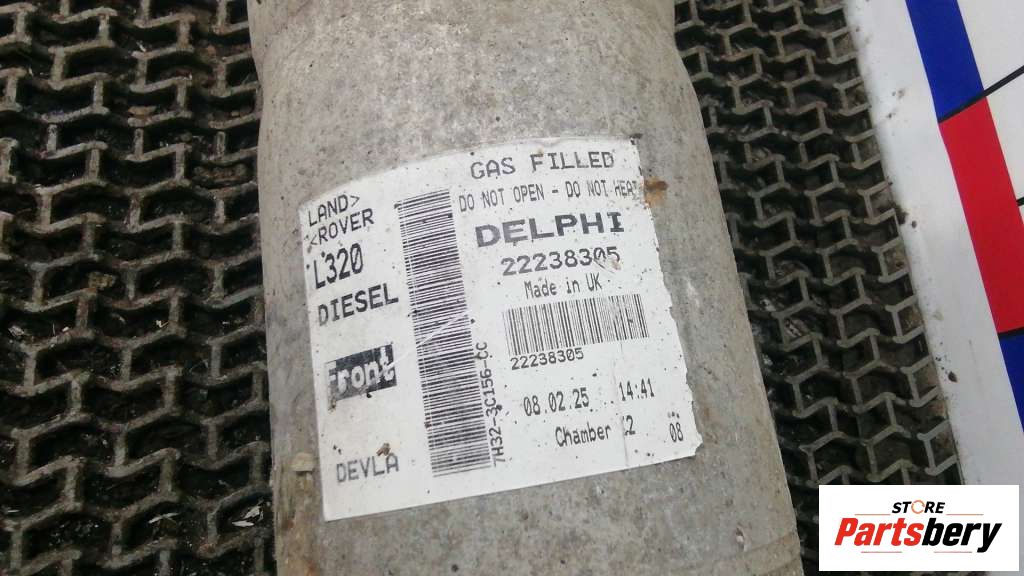 GAS FILLED
DO NOT OPEN - DO NOT HEAT
LAND>
<ROVER
L320
DIESEL
Front
DEVLA
7H32-3C156-CC
DELPHI
22238305
Made in UK
22238305
08.02.25 14:41
Chamber 08
STORE
Partsbery